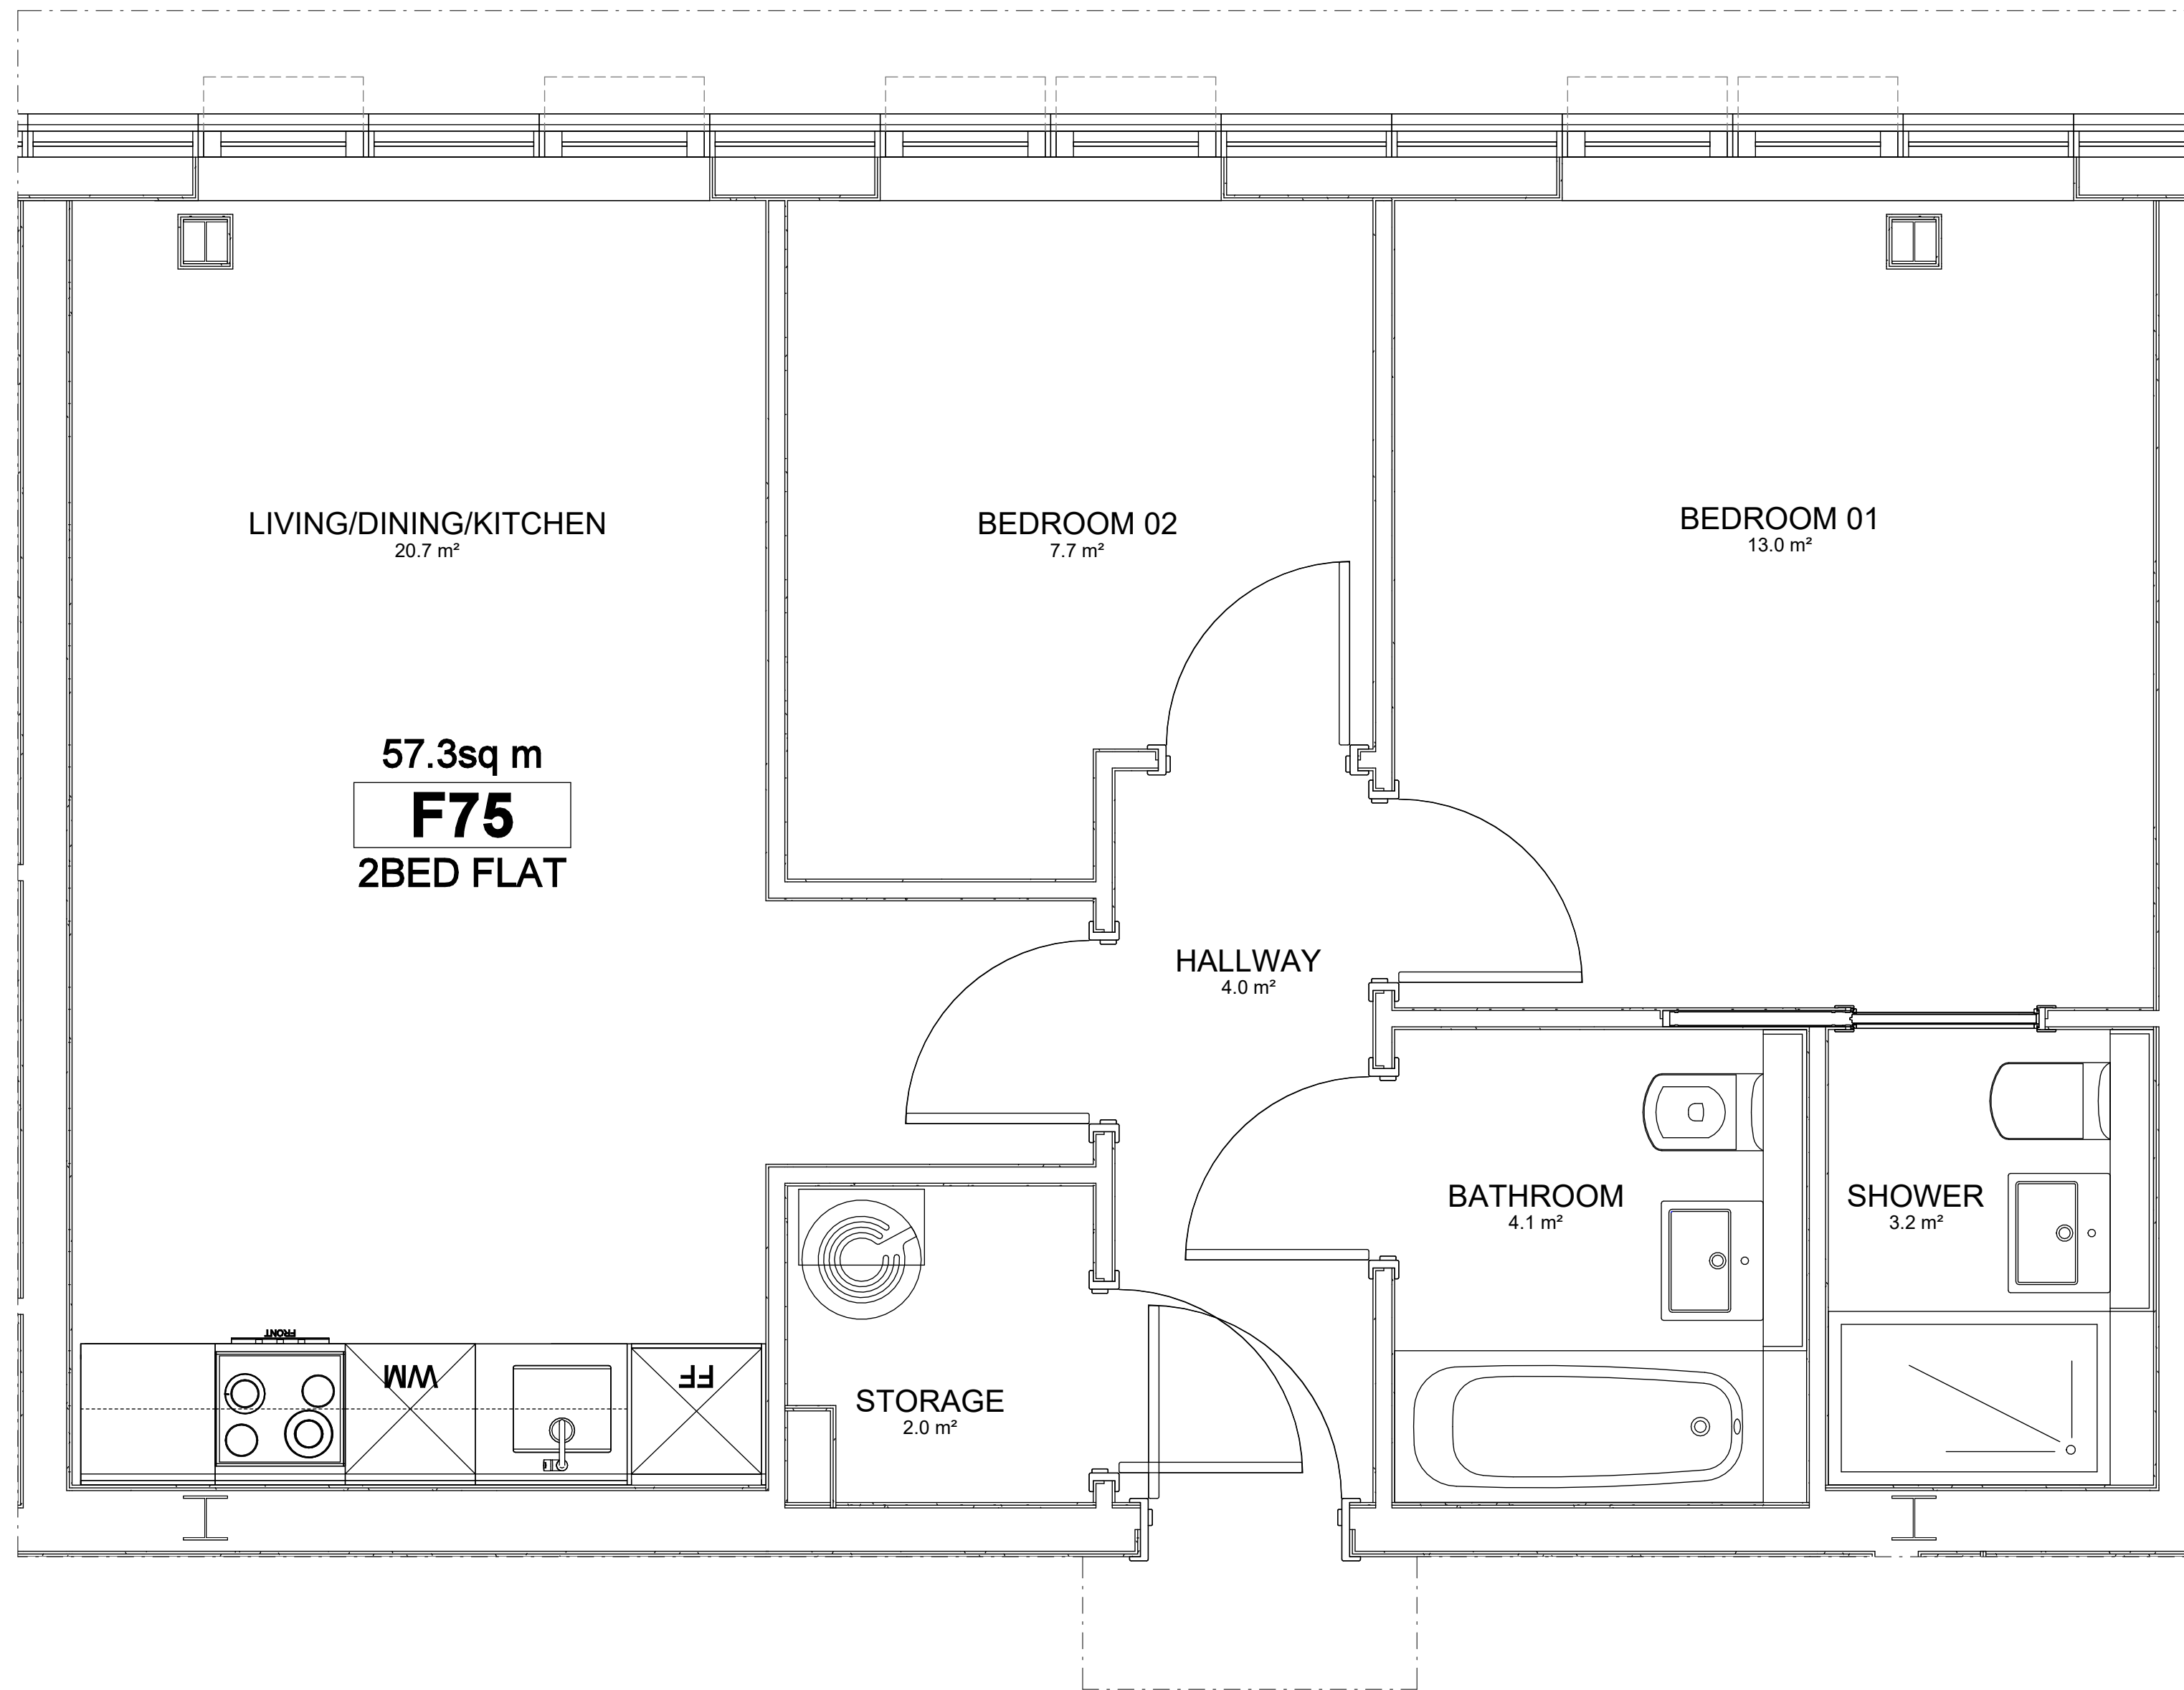 LIVING/DINING/KITCHEN
20.7 m²
BEDROOM 02
7.7 m²
BEDROOM 01
13.0 m²
57.3sq m
F75
2BED FLAT
HALLWAY
4.0 m²
BATHROOM
4.1 m²
SHOWER
3.2 m²
FRONT
WM
FF
STORAGE
2.0 m²